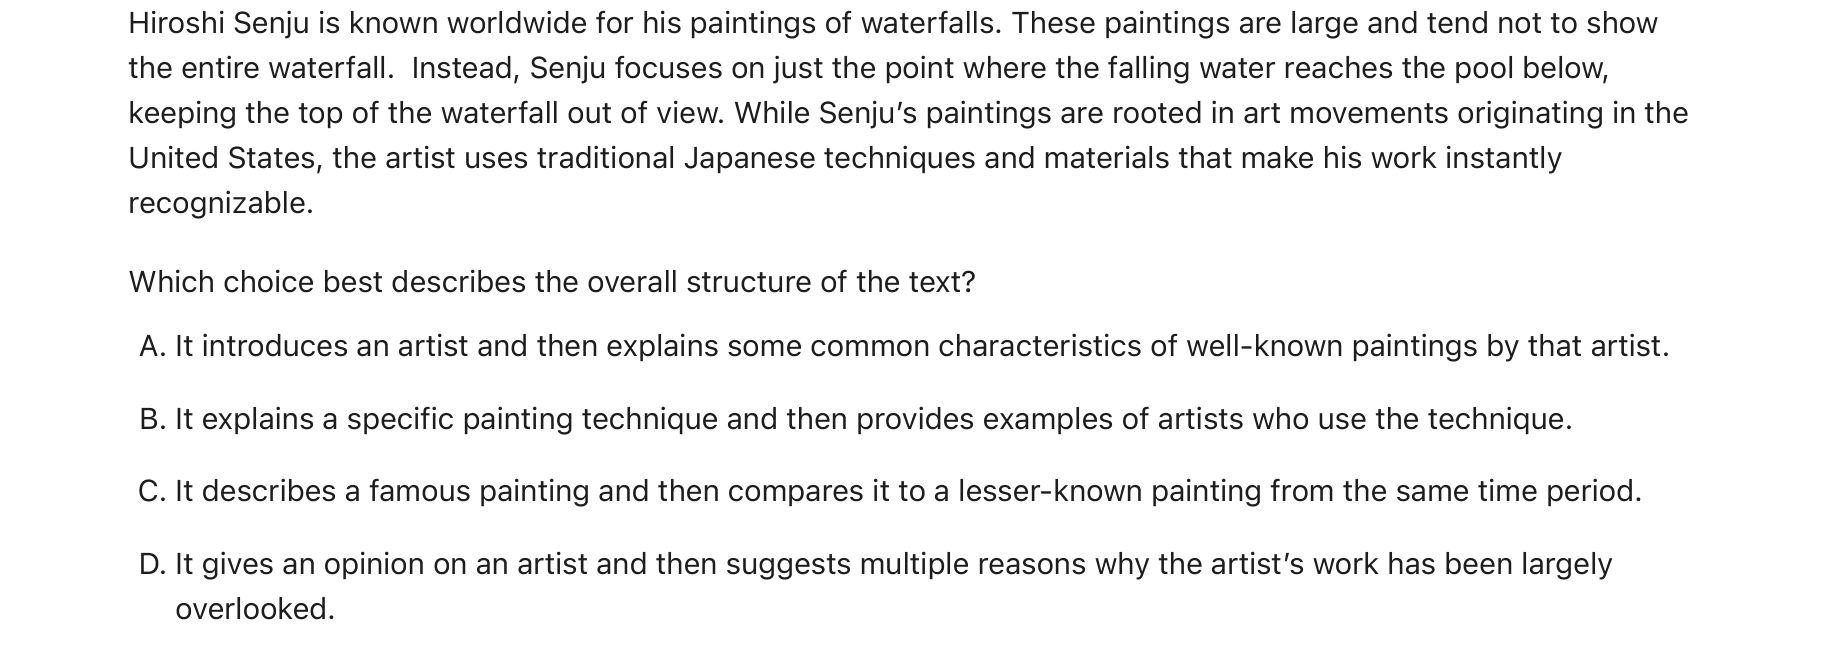 Hiroshi Senju is known worldwide for his paintings of waterfalls. These paintings are large and tend not to show
the entire waterfall.  Instead, Senju focuses on just the point where the falling water reaches the pool below,
keeping the top of the waterfall out of view. While Senju’s paintings are rooted in art movements originating in the
United States, the artist uses traditional Japanese techniques and materials that make his work instantly
recognizable.
Which choice best describes the overall structure of the text?
A. It introduces an artist and then explains some common characteristics of well-known paintings by that artist.
B. It explains a specific painting technique and then provides examples of artists who use the technique.
C. It describes a famous painting and then compares it to a lesser-known painting from the same time period.
D. It gives an opinion on an artist and then suggests multiple reasons why the artist’s work has been largely
overlooked.